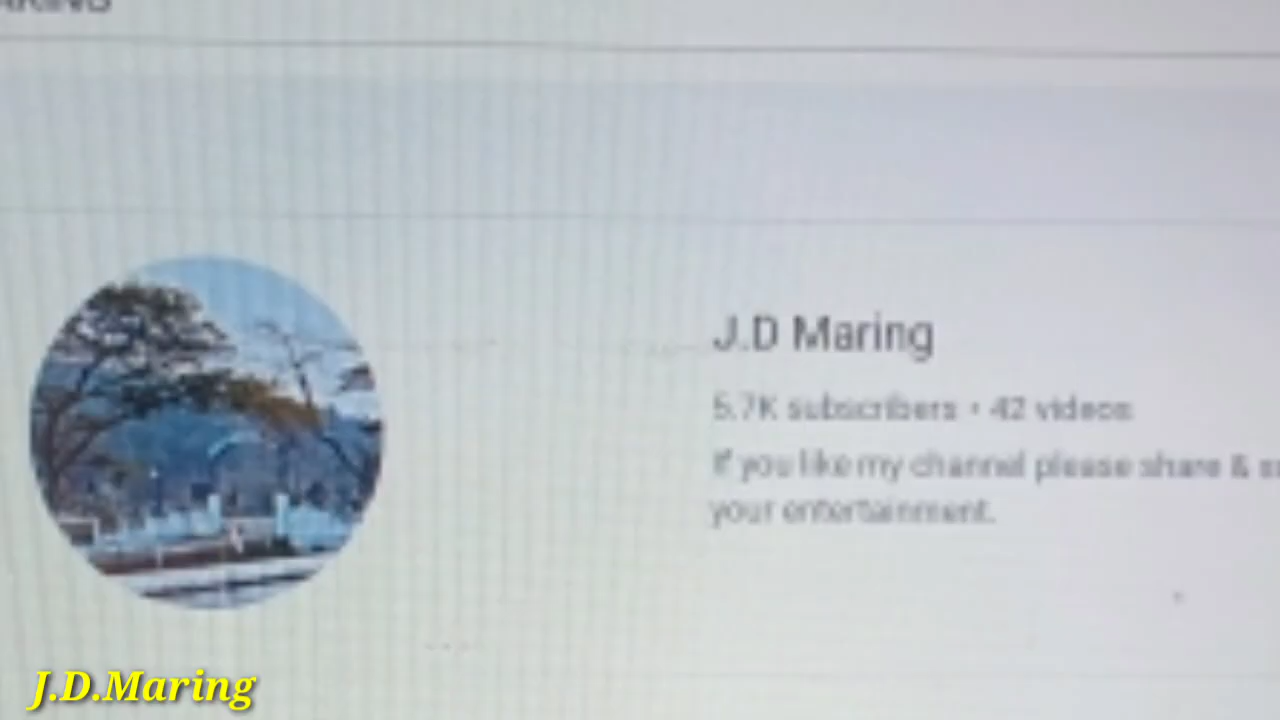 J.D Maring
5.7K subscribers • 42 videos
If you like my channel please share &
your entertainment.
J.D.Maring